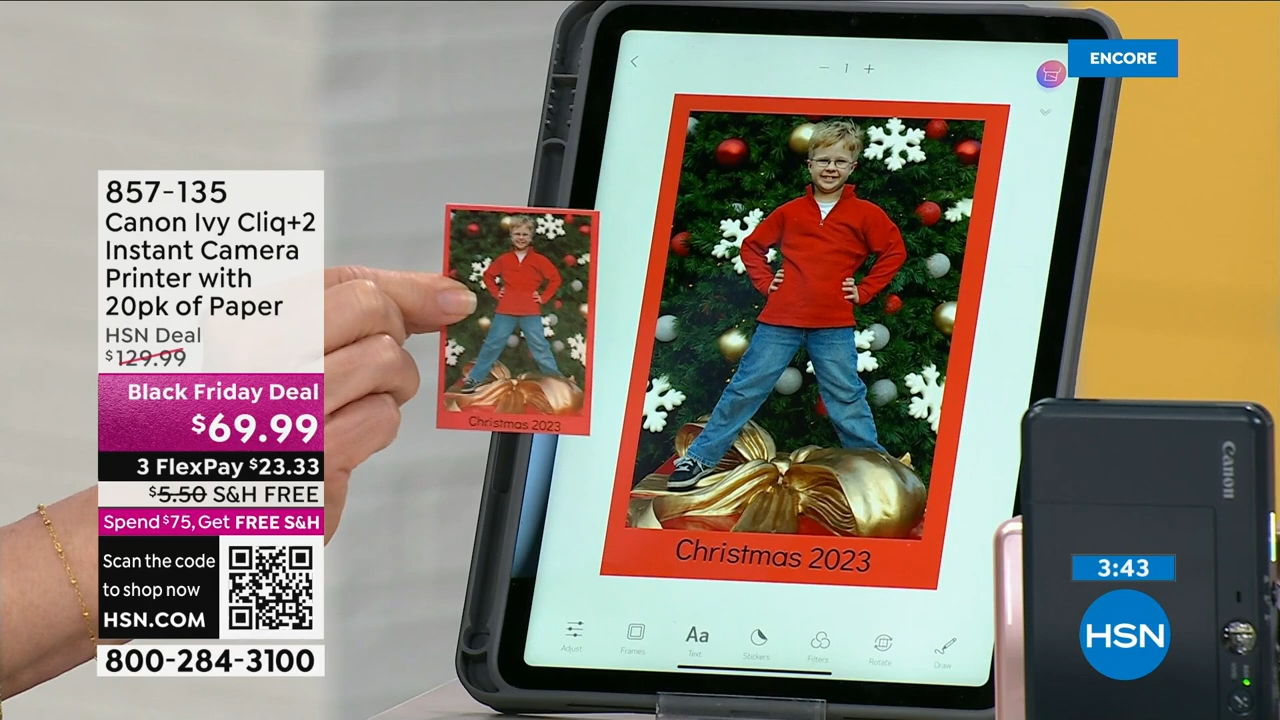 857-135
Canon Ivy Cliq+2
Instant Camera
Printer with
20pk of Paper
HSN Deal
$129.99
Black Friday Deal
$69.99
3 FlexPay $23.33
$5.50 S&H FREE
Spend $75, Get FREE S&H
Scan the code
to shop now
HSN.COM
800-284-3100
Christmas 2023
1
Christmas 2023
Adjust
Frames
Aa
Text
Stickers
Filters
Rotate
Draw
ENCORE
Canon
3:43
HSN